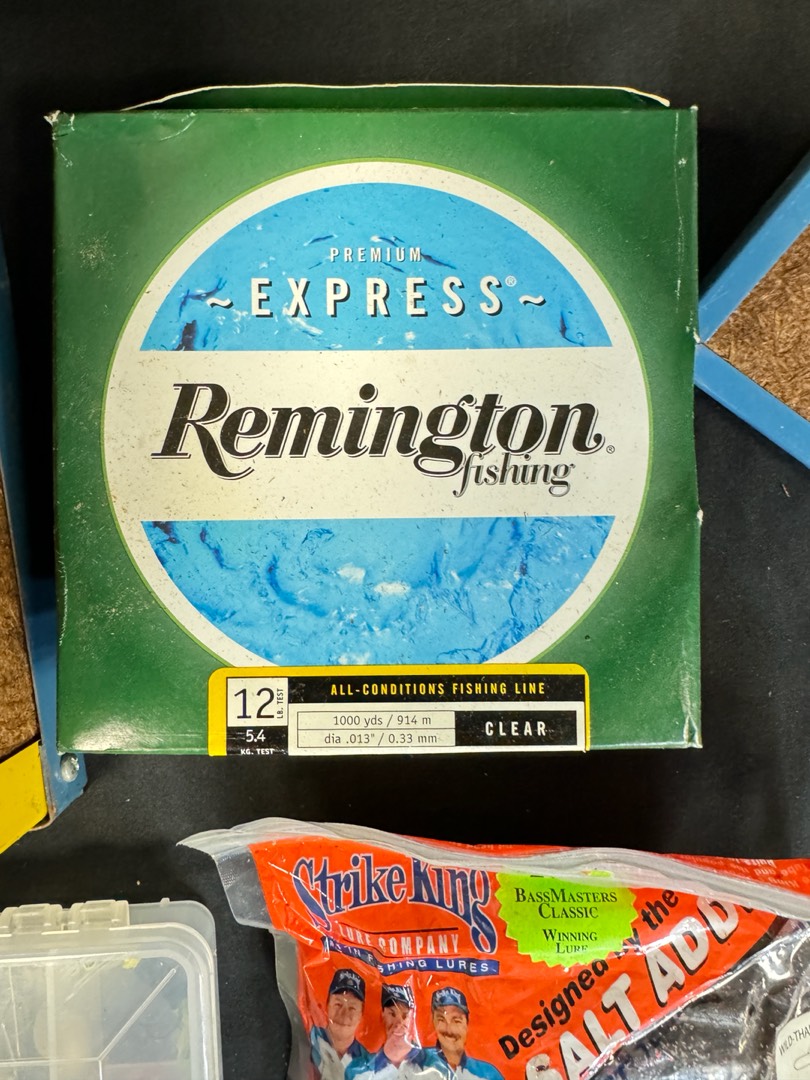 PREMIUM
~EXPRESS®~
Remington®
fishing
12 LB. TEST
5.4
KG. TEST
ALL-CONDITIONS FISHING LINE
1000 yds / 914 m
dia .013" / 0.33 mm
CLEAR
Strike King
LURE COMPANY
FISHING LURES
BASSMASTERS
CLASSIC
WINNING
LURE
Designed by the
SALT ADD